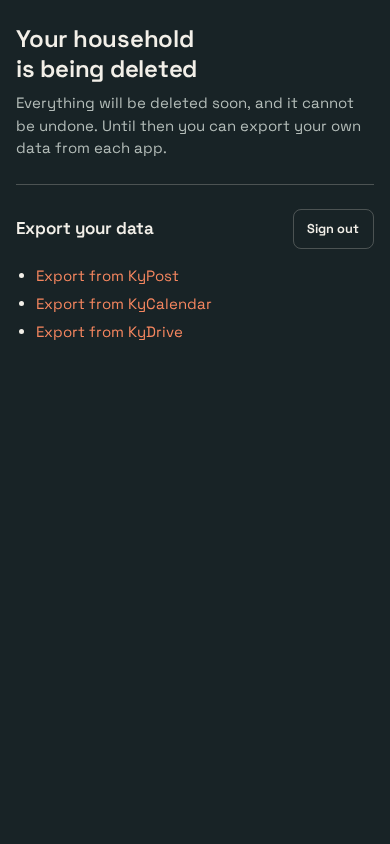 Your household
is being deleted
Everything will be deleted soon, and it cannot
be undone. Until then you can export your own
data from each app.
Export your data
Sign out
Export from KyPost
Export from KyCalendar
Export from KyDrive